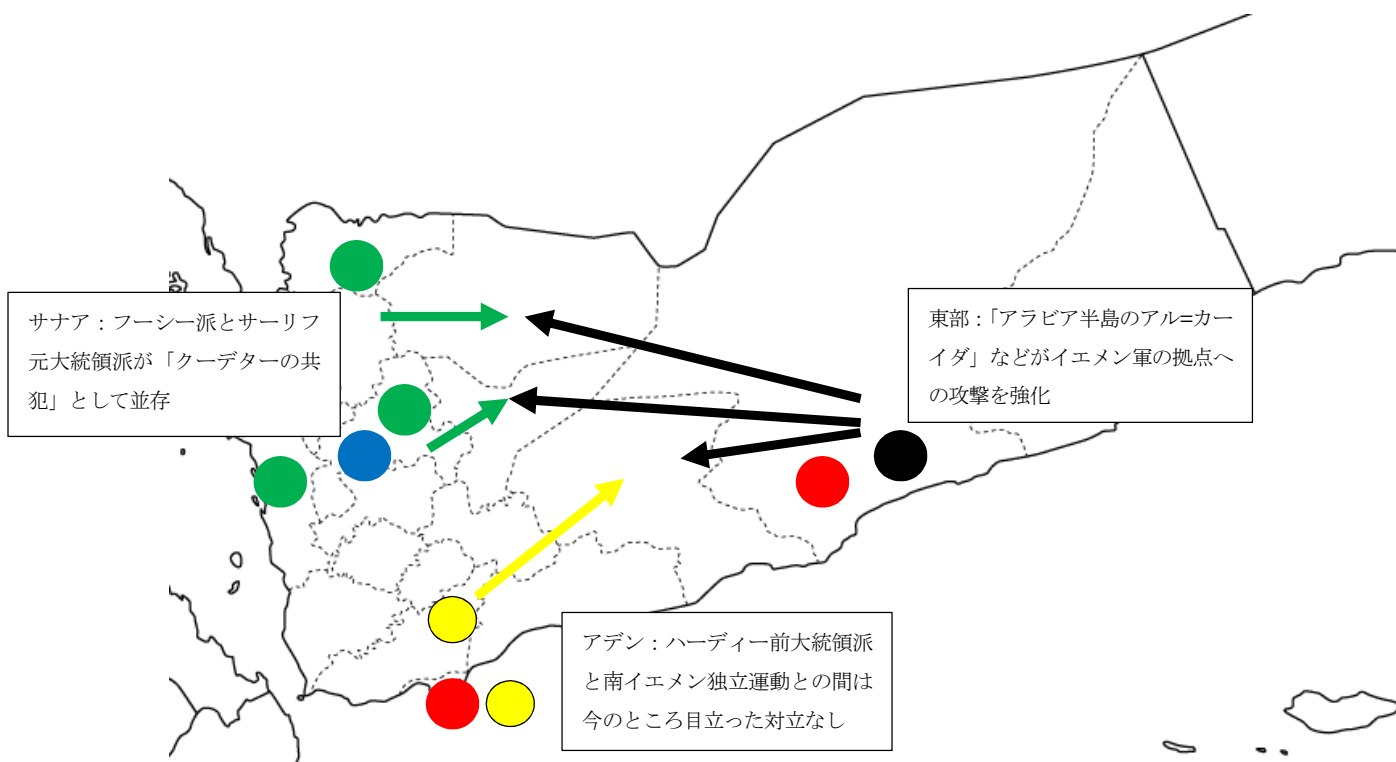 サナア：フーシー派とサーリフ
元大統領派が「クーデターの共
犯」として並存
東部：「アラビア半島のアル=カー
イダ」などがイエメン軍の拠点へ
の攻撃を強化
アデン：ハーディー前大統領派
と南イエメン独立運動との間は
今のところ目立った対立なし